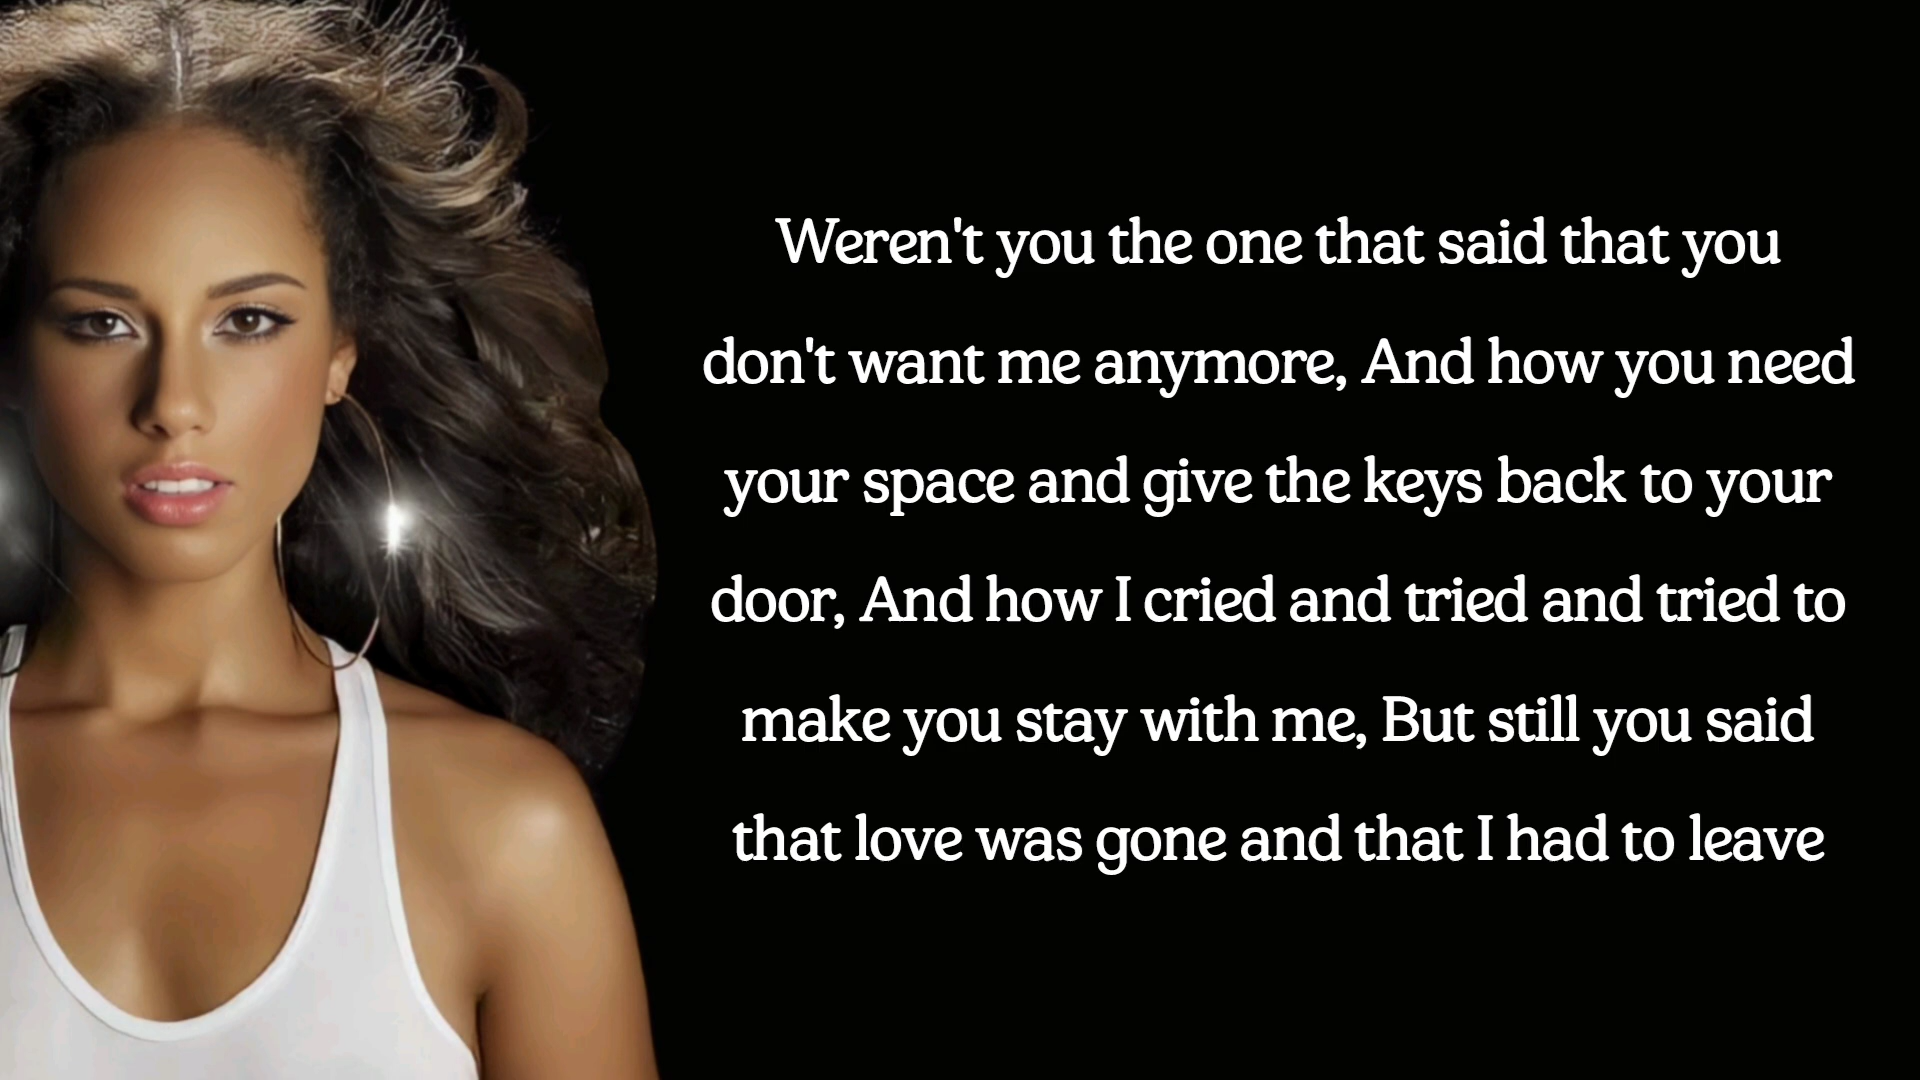 Weren't you the one that said that you
don't want me anymore, And how you need
your space and give the keys back to your
door, And how I cried and tried and tried to
make you stay with me, But still you said
that love was gone and that I had to leave